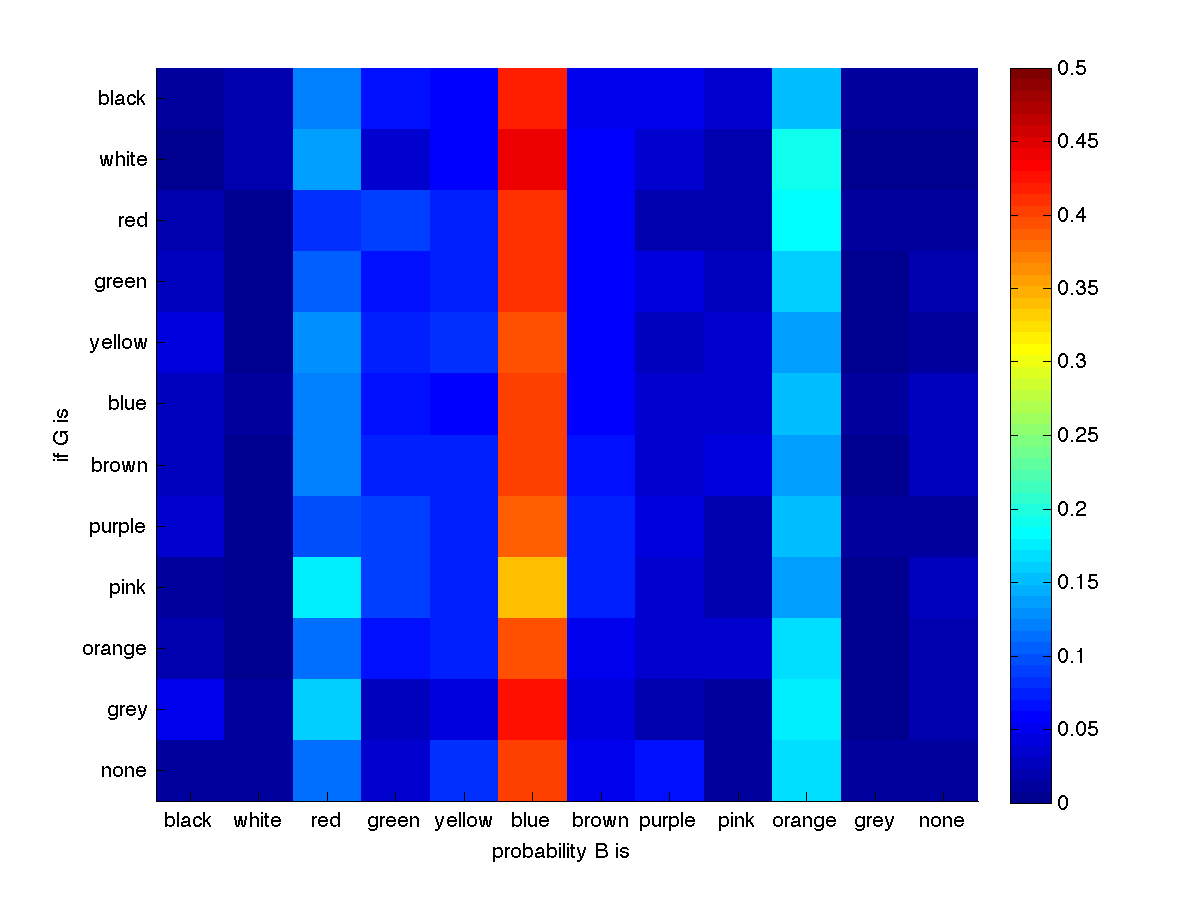 black
white
red
green
yellow
blue
brown
purple
pink
orange
grey
none
if G is
black white red green yellow blue brown purple pink orange grey none
probability B is
0.5
0.45
0.4
0.35
0.3
0.25
0.2
0.15
0.1
0.05
0